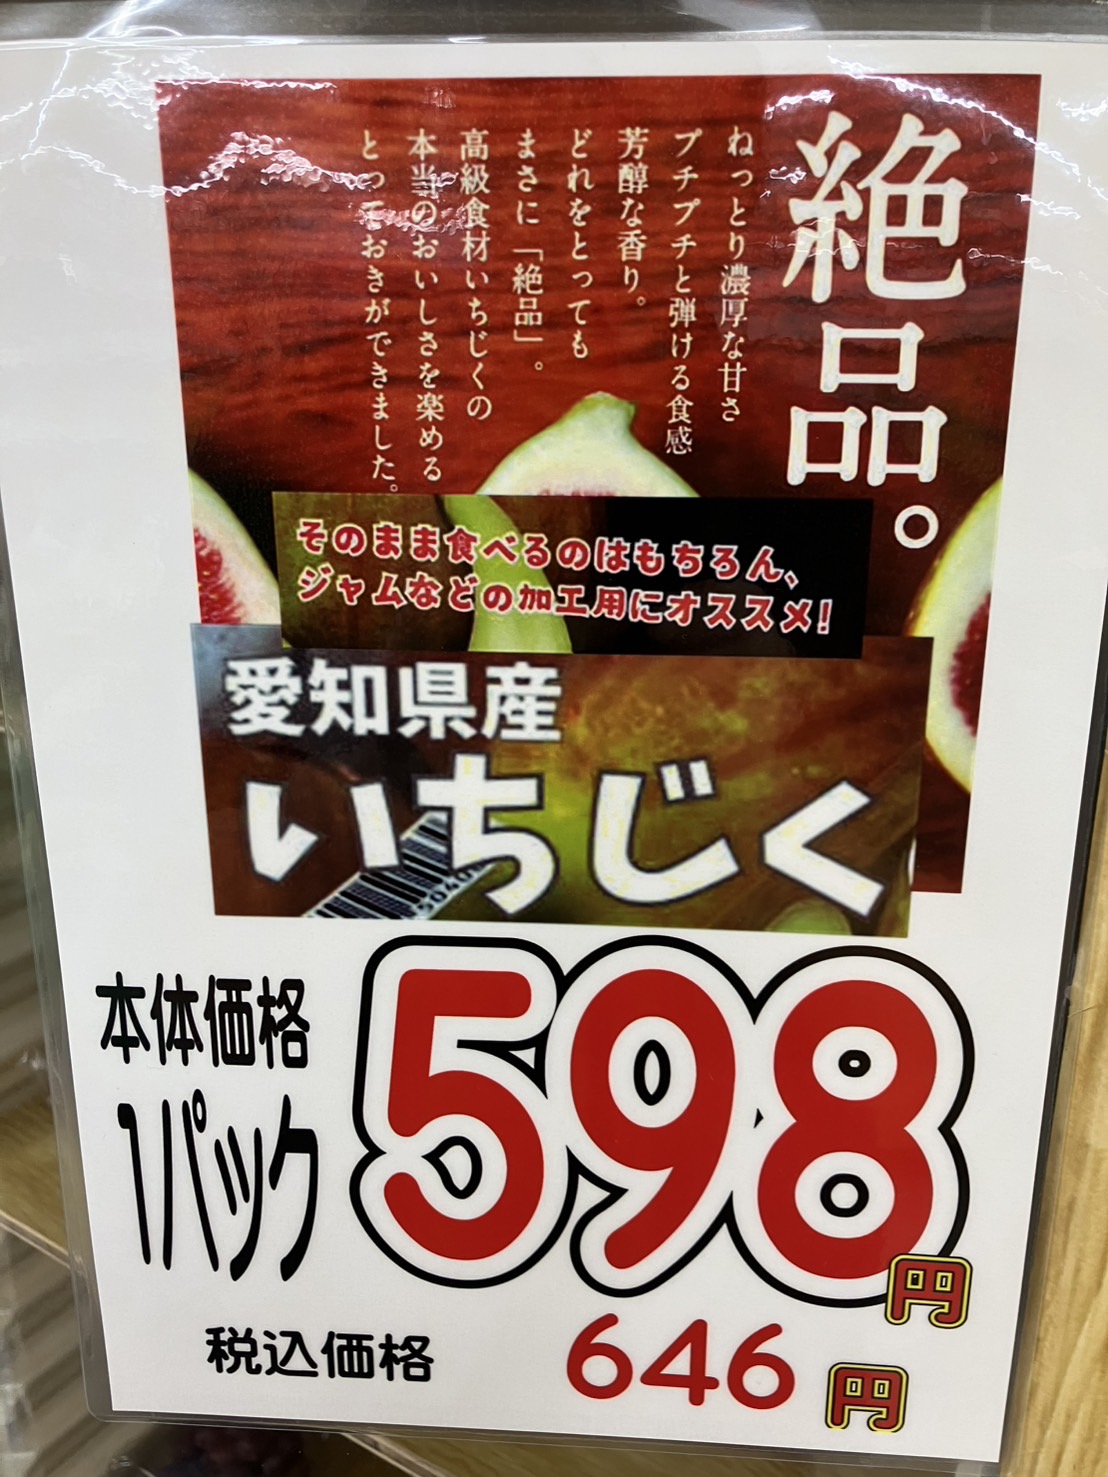 絶品。
ねっとり濃厚な甘さ
プチプチと弾ける食感
芳醇な香り。
どれをとっても
まさに「絶品」。
高級食材いちじくの
本当のおいしさを楽める
とっておきができました。
そのまま食べるのはもちろん、
ジャムなどの加工用にオススメ!
愛知県産
いちじく
本体価格
1パック
598円
税込価格 646円